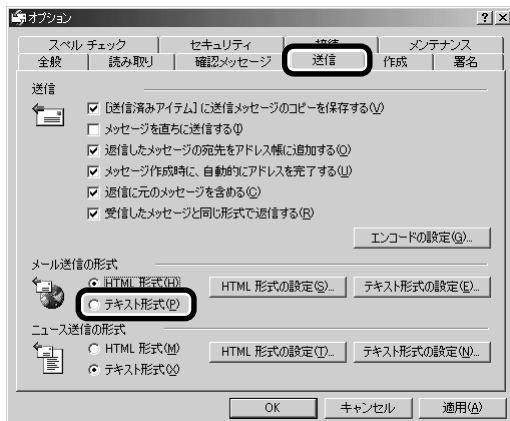 オプション
スペル チェック セキュリティ 接続 メンテナンス
全般 読み取り 確認メッセージ 送信 作成 署名
送信
[送信済みアイテム] に送信メッセージのコピーを保存する(V)
メッセージを直ちに送信する(I)
返信したメッセージの宛先をアドレス帳に追加する(O)
メッセージ作成時に、自動的にアドレスを完了する(U)
返信に元のメッセージを含める(C)
受信したメッセージと同じ形式で返信する(R)
エンコードの設定(G)...
メール送信の形式
HTML 形式(H) HTML 形式の設定(S)... テキスト形式の設定(E)...
テキスト形式(P)
ニュース送信の形式
HTML 形式(M) HTML 形式の設定(T)... テキスト形式の設定(N)...
テキスト形式(X)
OK キャンセル 適用(A)